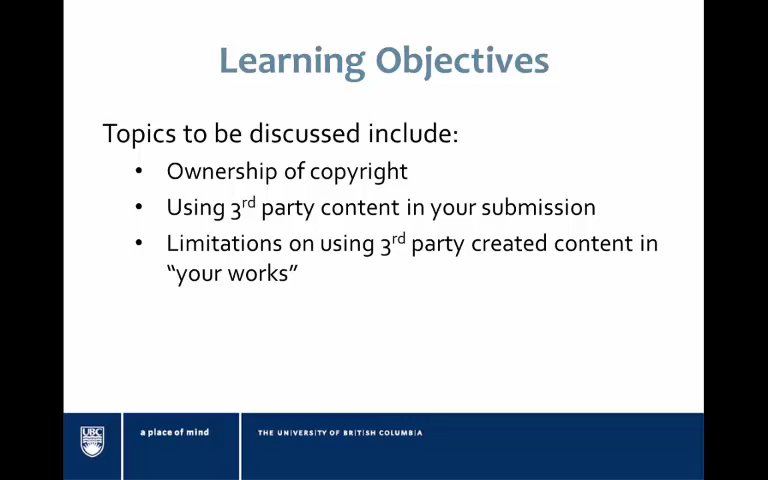 Learning Objectives
Topics to be discussed include:
• Ownership of copyright
• Using 3rd party content in your submission
• Limitations on using 3rd party created content in
“your works”
UBC
a place of mind
THE UNIVERSITY OF BRITISH COLUMBIA